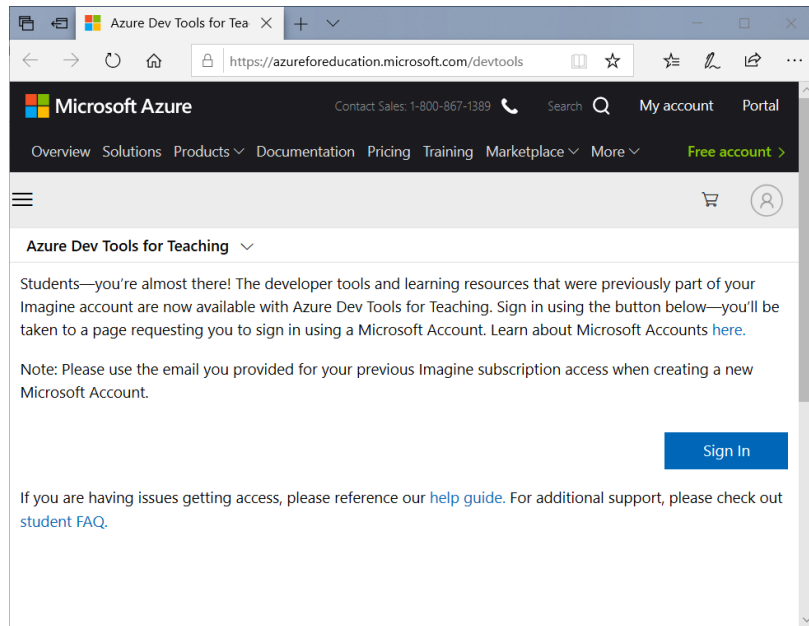 Azure Dev Tools for Tea
https://azureforeducation.microsoft.com/devtools
Microsoft Azure
Contact Sales: 1-800-867-1389
Search
My account
Portal
Overview Solutions Products Documentation Pricing Training Marketplace More Free account >
Azure Dev Tools for Teaching
Students—you're almost there! The developer tools and learning resources that were previously part of your
Imagine account are now available with Azure Dev Tools for Teaching. Sign in using the button below—you'll be
taken to a page requesting you to sign in using a Microsoft Account. Learn about Microsoft Accounts here.
Note: Please use the email you provided for your previous Imagine subscription access when creating a new
Microsoft Account.
Sign In
If you are having issues getting access, please reference our help guide. For additional support, please check out
student FAQ.